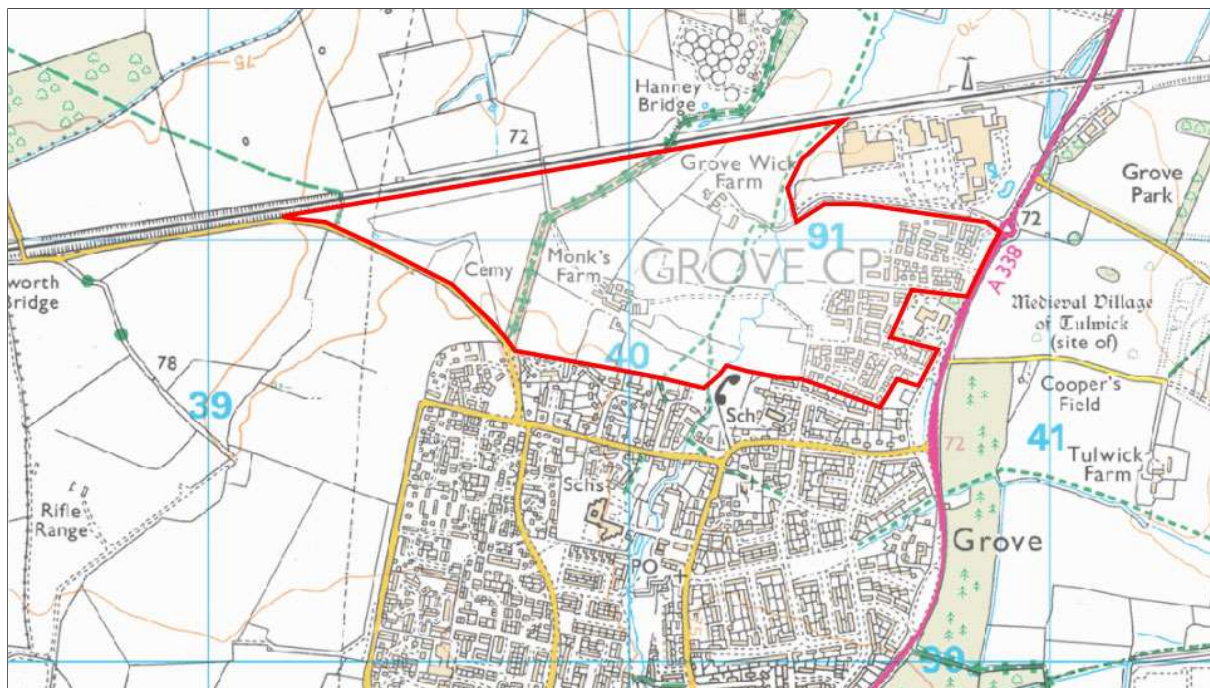 70
75
Hanney
Bridge
72
Grove Wick
Farm
Grove
Park
72
91
Cemy
Monk's
Farm
GROVE CP
A 338
worth
Bridge
Medieval Village
of Tulwick
(site of)
78
40
39
Sch
Cooper's
Field
72
41
Tulwick
Farm
Schs
Rifle
Range
Grove
PO
90